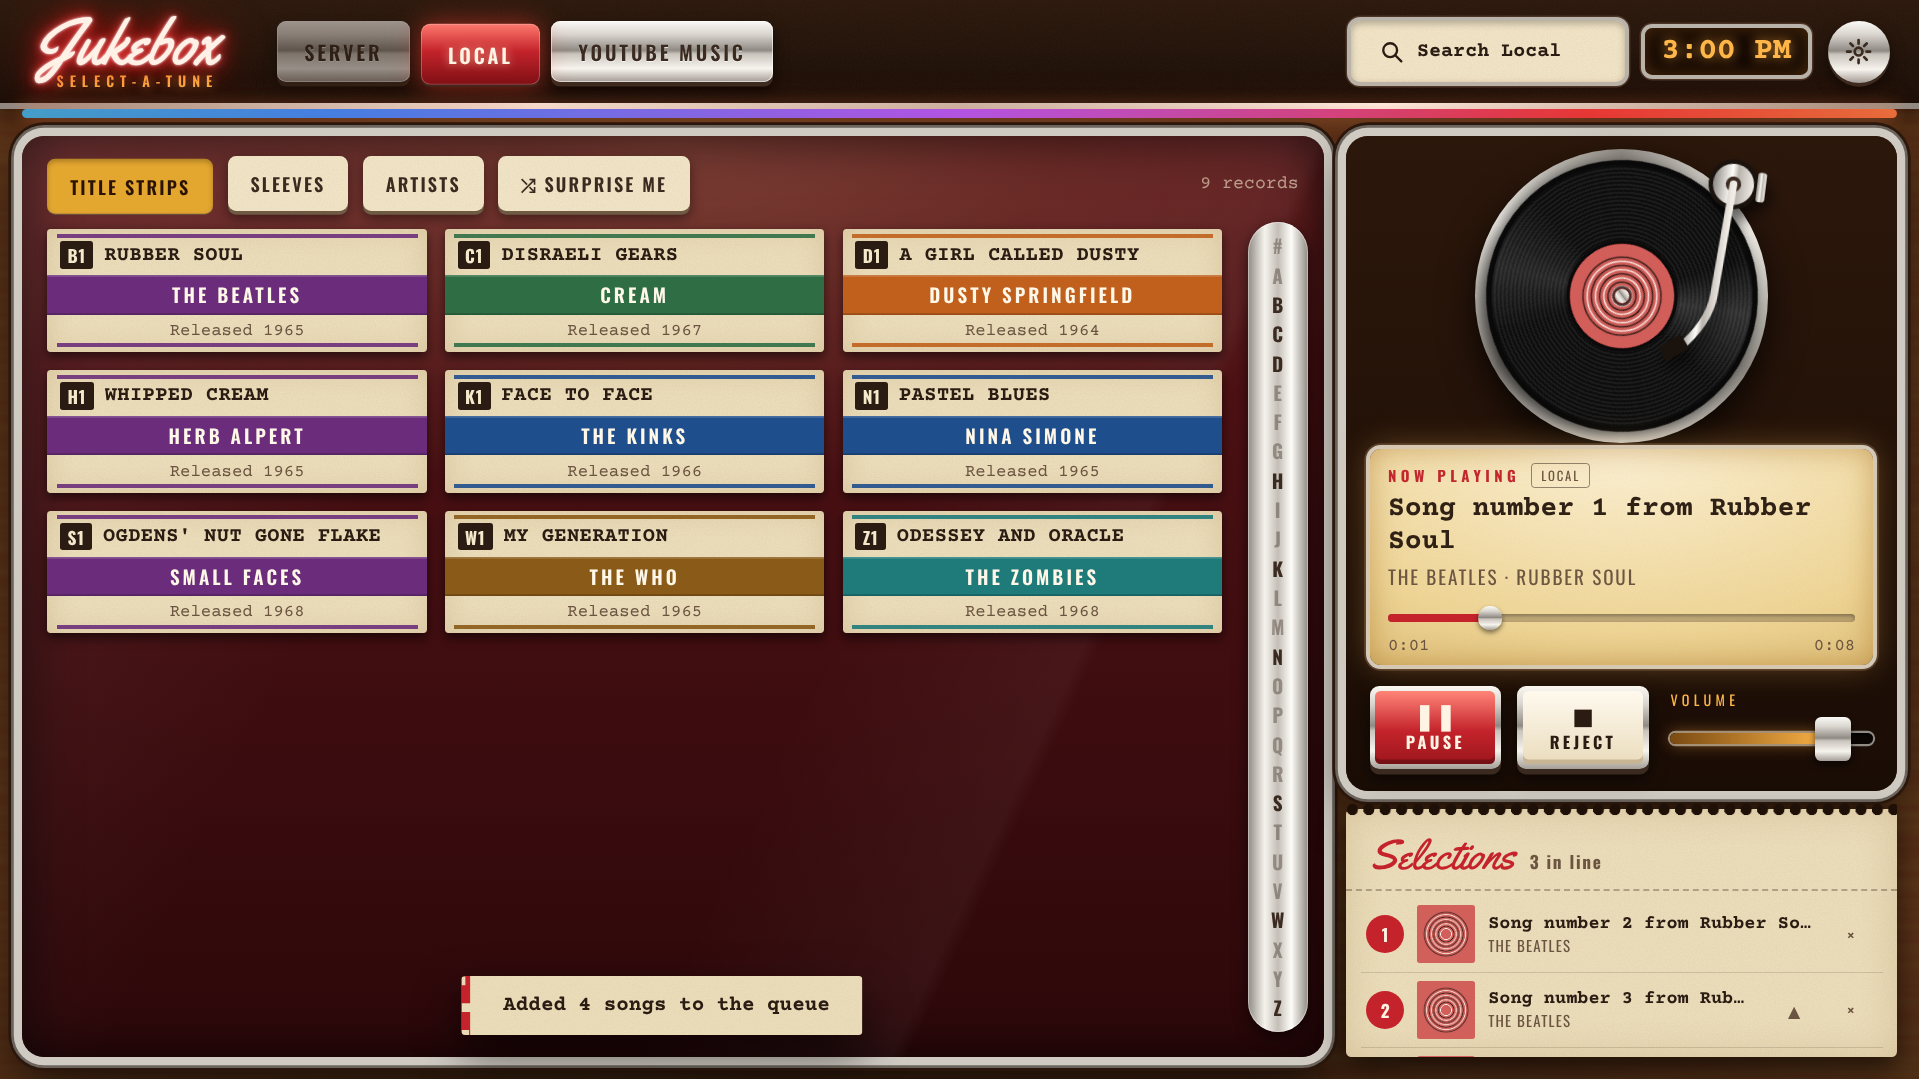 Jukebox
SELECT-A-TUNE
SERVER
LOCAL
YOUTUBE MUSIC
Search Local
3:00 PM
TITLE STRIPS
SLEEVES
ARTISTS
SURPRISE ME
9 records
B1 RUBBER SOUL
THE BEATLES
Released 1965
C1 DISRAELI GEARS
CREAM
Released 1967
D1 A GIRL CALLED DUSTY
DUSTY SPRINGFIELD
Released 1964
H1 WHIPPED CREAM
HERB ALPERT
Released 1965
K1 FACE TO FACE
THE KINKS
Released 1966
N1 PASTEL BLUES
NINA SIMONE
Released 1965
S1 OGDENS' NUT GONE FLAKE
SMALL FACES
Released 1968
W1 MY GENERATION
THE WHO
Released 1965
Z1 ODESSEY AND ORACLE
THE ZOMBIES
Released 1968
#
A
B
C
D
E
F
G
H
I
J
K
L
M
N
O
P
Q
R
S
T
U
V
W
X
Y
Z
Added 4 songs to the queue
NOW PLAYING LOCAL
Song number 1 from Rubber
Soul
THE BEATLES · RUBBER SOUL
0:01 0:08
PAUSE
REJECT
VOLUME
Selections 3 in line
1 Song number 2 from Rubber So…
THE BEATLES
2 Song number 3 from Rub…
THE BEATLES